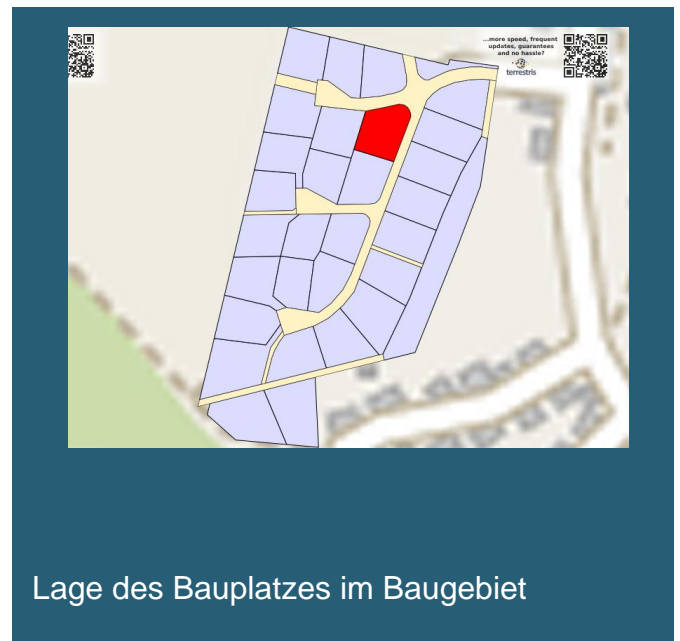 ...more speed, frequent
updates, guarantees
and no hassle?
terrestris
Lage des Bauplatzes im Baugebiet